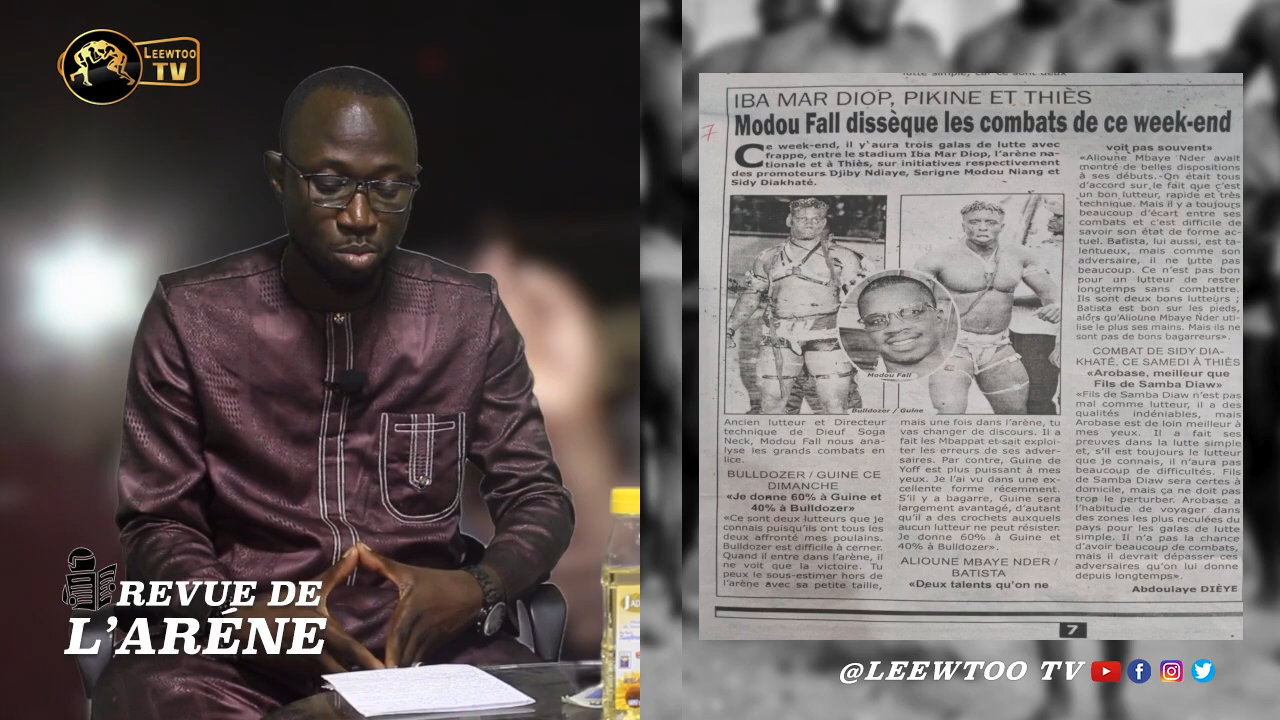 LEEWTOO
TV
REVUE DE
L'ARÉNE
lutte simple, car ce sont deux
IBA MAR DIOP, PIKINE ET THIÈS
Modou Fall dissèque les combats de ce week-end
Ce week-end, il y aura trois galas de lutte avec
frappe, entre le stadium Iba Mar Diop, l'arène na-
tionale et à Thiès, sur initiatives respectivement
des promoteurs Djiby Ndiaye, Serigne Modou Niang et
Sidy Diakhaté.
Modou Fall
Bulldozer / Guine
Ancien lutteur et Directeur
technique de Dieuf Soga
Neck, Modou Fall nous ana-
lyse les grands combats en
lice.
BULLDOZER / GUINE CE
DIMANCHE
«Je donne 60% à Guine et
40% à Bulldozer»
«Ce sont deux lutteurs que je
connais puisqu'ils ont tous les
deux affronté mes poulains.
Bulldozer est difficile à cerner.
Quand il entre dans l'arène, il
ne voit que la victoire. Tu
peux le sous-estimer hors de
l'arène avec sa petite taille,
mais une fois dans l'arène, tu
vas changer de discours. Il a
fait les Mbappat et sait exploi-
ter les erreurs de ses adver-
saires. Par contre, Guine de
Yoff est plus puissant à mes
yeux. Je l'ai vu dans une ex-
cellente forme récemment.
S'il y a bagarre, Guine sera
largement avantagé, d'autant
qu'il a des crochets auxquels
aucun lutteur ne peut résister.
Je donne 60% à Guine et
40% à Bulldozer».
ALIOUNE MBAYE NDER /
BATISTA
«Deux talents qu'on ne
voit pas souvent»
«Alioune Mbaye Nder avait
montré de belles dispositions
à ses débuts. On était tous
d'accord sur le fait que c'est
un bon lutteur, rapide et très
technique. Mais il y a toujours
beaucoup d'écart entre ses
combats et c'est difficile de
savoir son état de forme ac-
tuel. Batista, lui aussi, est ta-
lentueux, mais comme son
adversaire, il ne lutte pas
beaucoup. Ce n'est pas bon
pour un lutteur de rester
longtemps sans combattre.
Ils sont deux bons lutteurs ;
Batista est bon sur les pieds,
alors qu'Alioune Mbaye Nder uti-
lise le plus ses mains. Mais ils ne
sont pas de bons bagarreurs».
COMBAT DE SIDY DIA-
KHATÉ, CE SAMEDI À THIÈS
«Arobase, meilleur que
Fils de Samba Diaw»
«Fils de Samba Diaw n'est pas
mal comme lutteur, il a des
qualités indéniables, mais
Arobase est de loin meilleur à
mes yeux. Il a fait ses
preuves dans la lutte simple
et, s'il est toujours le lutteur
que je connais, il n'aura pas
beaucoup de difficultés. Fils
de Samba Diaw sera certes à
domicile, mais ça ne doit pas
trop le perturber. Arobase a
l'habitude de voyager dans
des zones les plus reculées du
pays pour les galas de lutte
simple. Il n'a pas la chance
d'avoir beaucoup de combats,
mais il devrait dépasser ces
adversaires qu'on lui donne
depuis longtemps».
Abdoulaye DIÈYE
7
7
@LEEWTOO TV